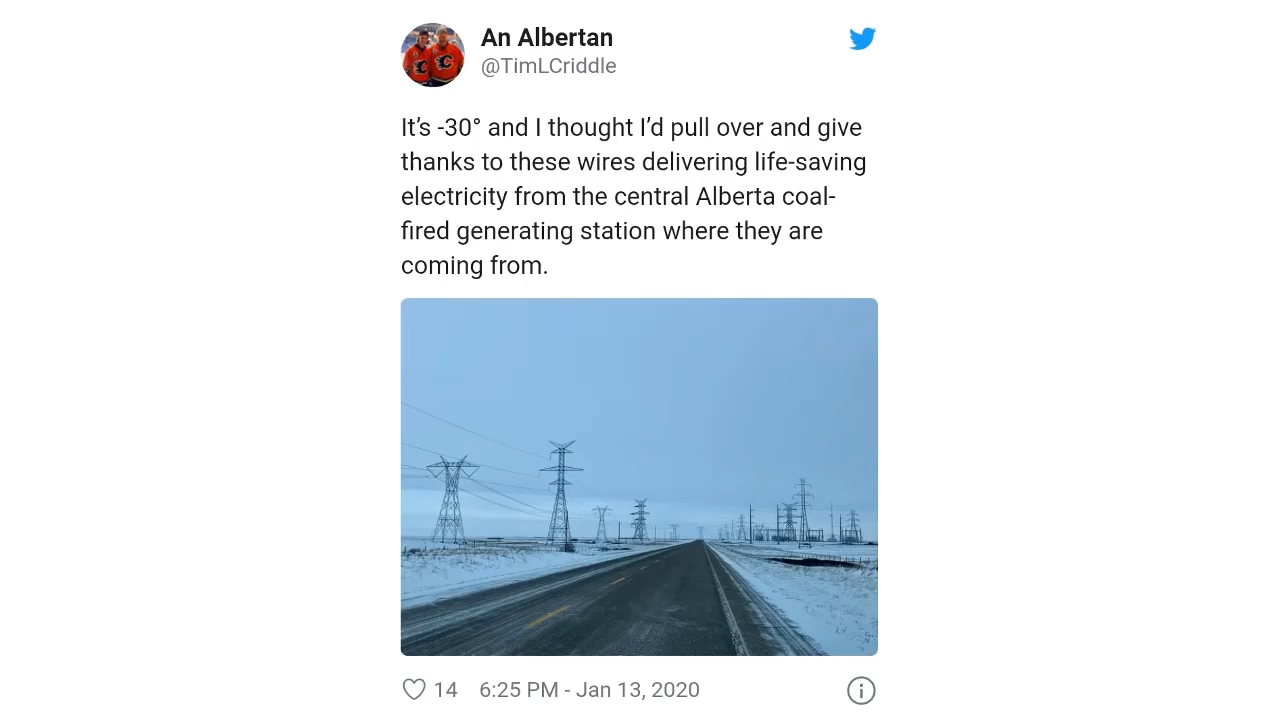 An Albertan
@TimLCriddle
It’s -30° and I thought I’d pull over and give
thanks to these wires delivering life-saving
electricity from the central Alberta coal-
fired generating station where they are
coming from.
14 6:25 PM - Jan 13, 2020